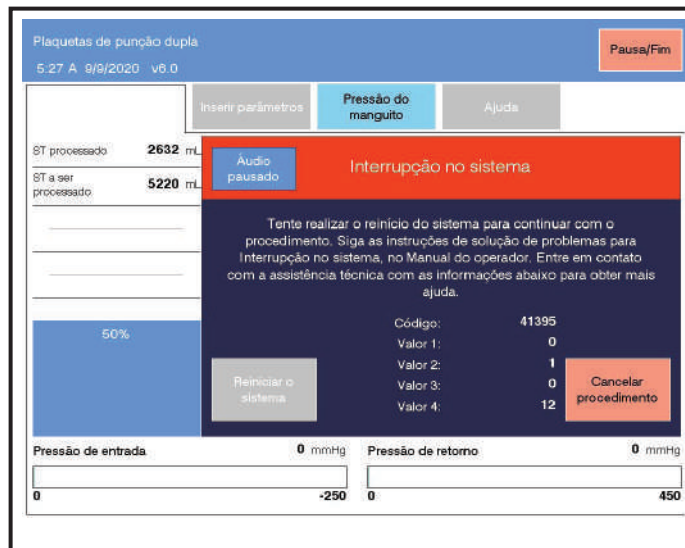 Plaquetas de punção dupla
5:27 A 9/9/2020 v6.0
Pausa/Fim
Inserir parâmetros
Pressão do
manguito
Ajuda
ST processado 2632 mL
ST a ser
processado 5220 mL
Áudio
pausado
Interrupção no sistema
Tente realizar o reinício do sistema para continuar com o
procedimento. Siga as instruções de solução de problemas para
Interrupção no sistema, no Manual do operador. Entre em contato
com a assistência técnica com as informações abaixo para obter mais
ajuda.
50%
Código: 41395
Valor 1: 0
Valor 2: 1
Valor 3: 0
Valor 4: 12
Reiniciar o
sistema
Cancelar
procedimento
Pressão de entrada 0 mmHg
0 -250
Pressão de retorno 0 mmHg
0 450